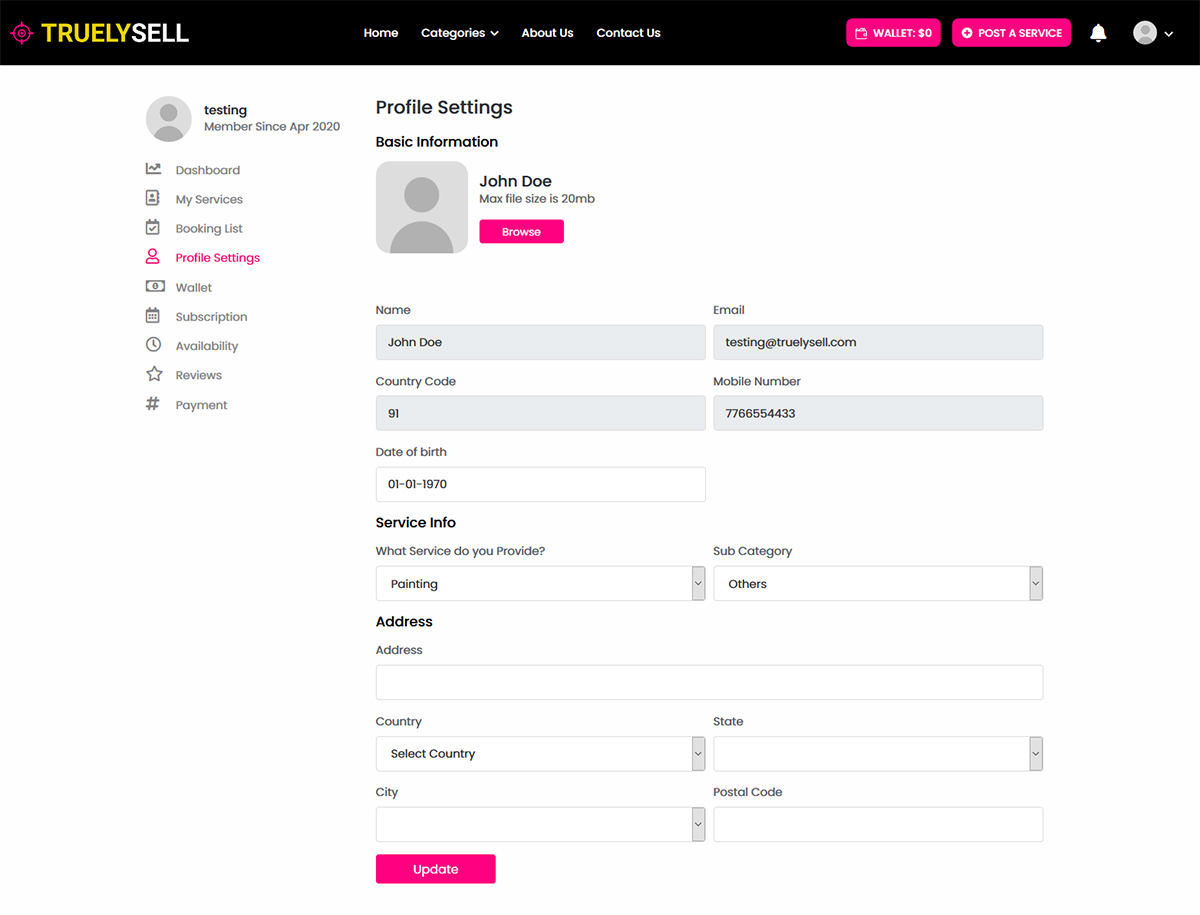 TRUELYSELL
Home Categories About Us Contact Us
WALLET: $0 POST A SERVICE
testing
Member Since Apr 2020
Dashboard
My Services
Booking List
Profile Settings
Wallet
Subscription
Availability
Reviews
Payment
Profile Settings
Basic Information
John Doe
Max file size is 20mb
Browse
Name Email
John Doe testing@truelysell.com
Country Code Mobile Number
91 7766554433
Date of birth
01-01-1970
Service Info
What Service do you Provide? Sub Category
Painting Others
Address
Address
Country State
Select Country
City Postal Code
Update